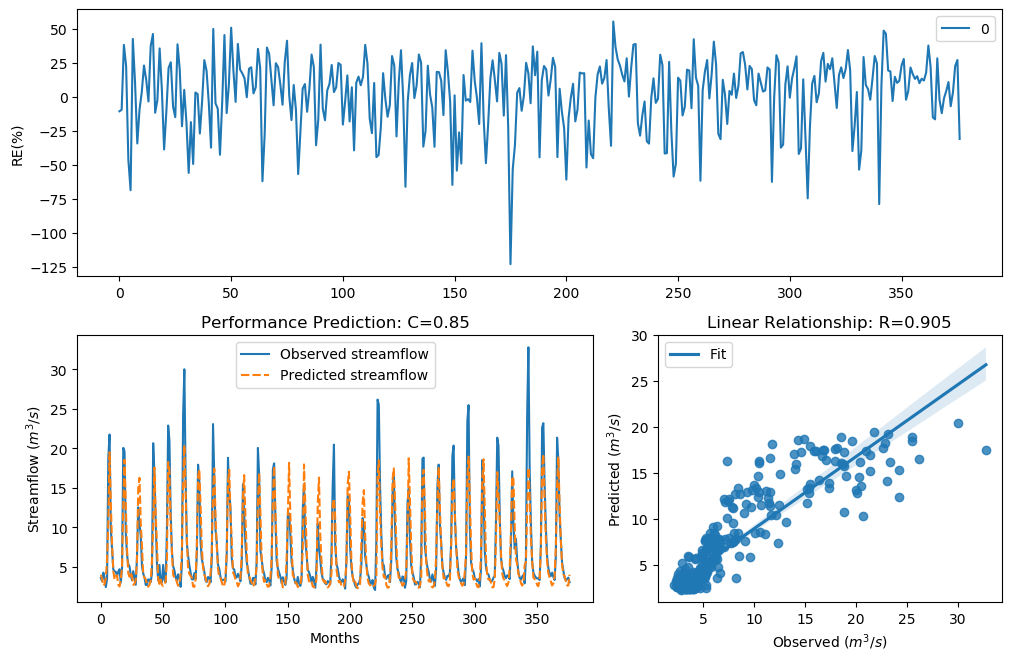 RE(%)
50
25
0
−25
−50
−75
−100
−125
0
0 50 100 150 200 250 300 350
Performance Prediction: C=0.85
Streamflow (m³/s)
30
25
20
15
10
5
Observed streamflow
Predicted streamflow
0 50 100 150 200 250 300 350
Months
Linear Relationship: R=0.905
Predicted (m³/s)
30
25
20
15
10
5
Fit
5 10 15 20 25 30
Observed (m³/s)